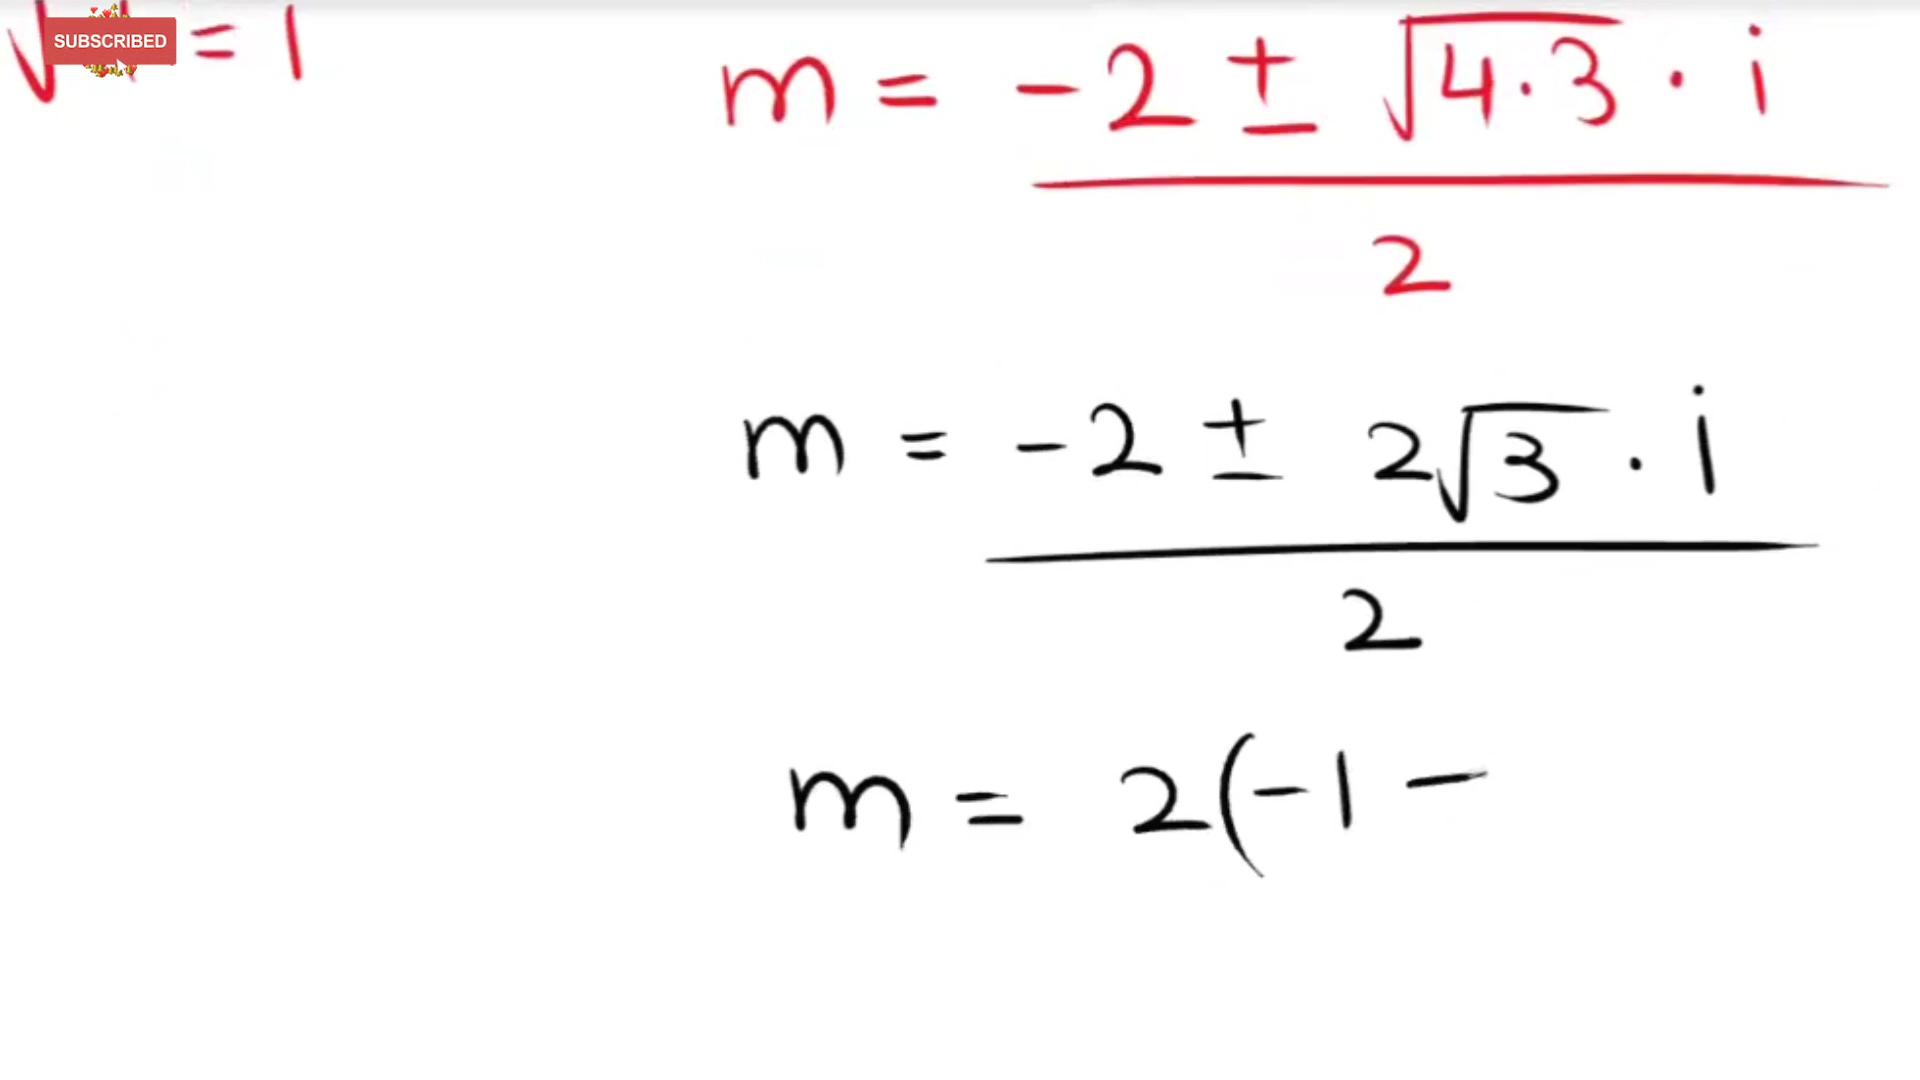 SUBSCRIBED
= 1
m = -2 ± √4·3 · i
2
m = -2 ± 2√3 · i
2
m = 2(-1 -